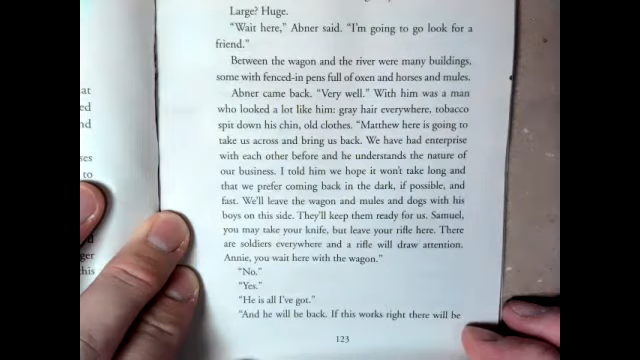 Large? Huge.
"Wait here," Abner said. "I'm going to go look for a
friend."
Between the wagon and the river were many buildings,
some with fenced-in pens full of oxen and horses and mules.
Abner came back. "Very well." With him was a man
who looked a lot like him: gray hair everywhere, tobacco
spit down his chin, old clothes. "Matthew here is going to
take us across and bring us back. We have had enterprise
with each other before and he understands the nature of
our business. I told him we hope it won't take long and
that we prefer coming back in the dark, if possible, and
fast. We'll leave the wagon and mules and dogs with his
boys on this side. They'll keep them ready for us. Samuel,
you may take your knife, but leave your rifle here. There
are soldiers everywhere and a rifle will draw attention.
Annie, you wait here with the wagon."
"No."
"Yes."
"He is all I've got."
"And he will be back. If this works right there will be
123